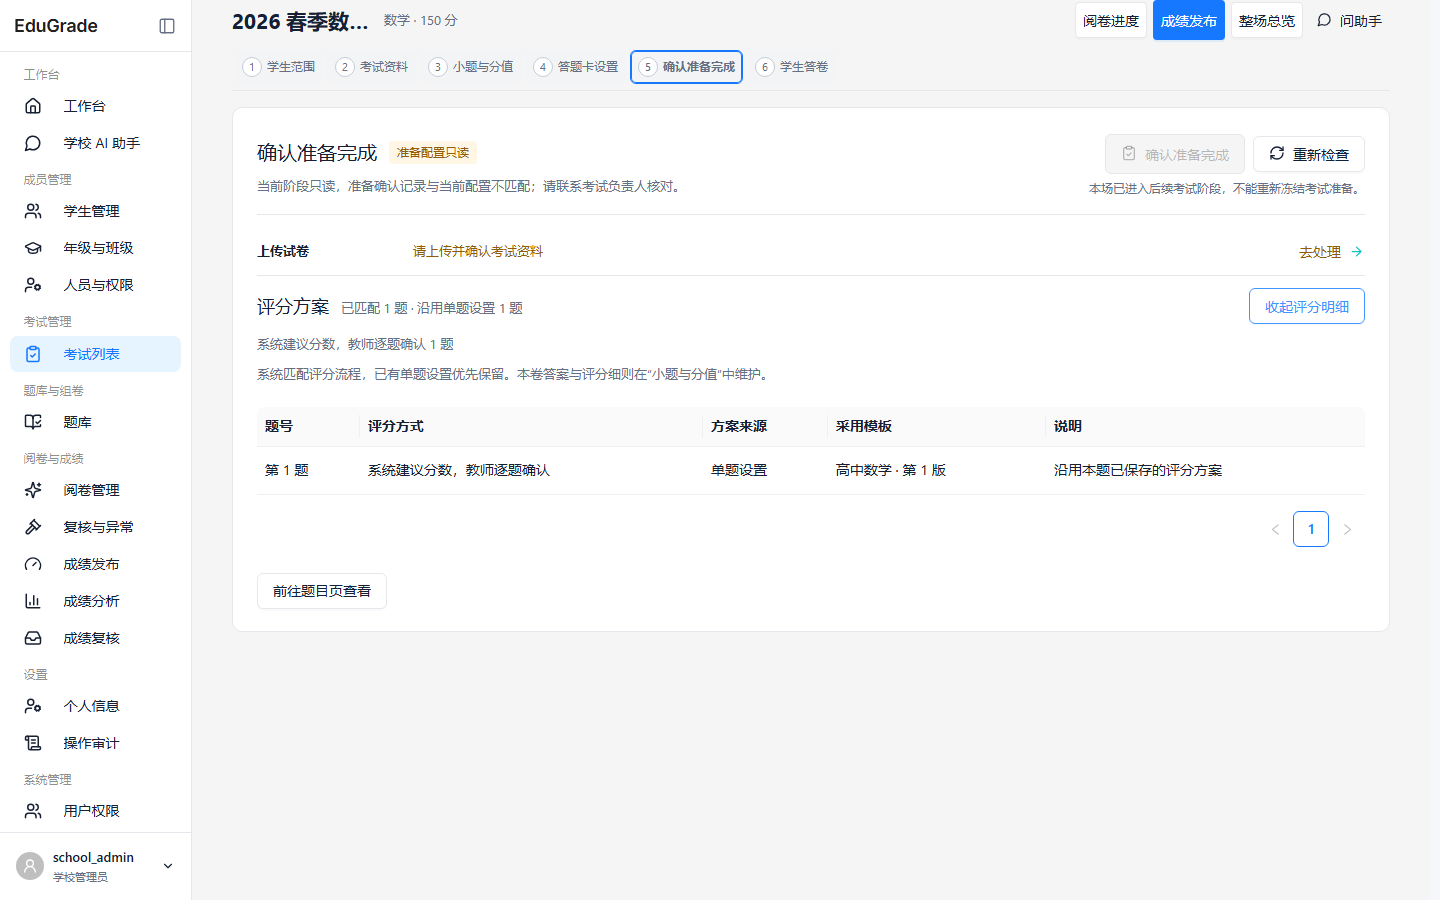 EduGrade
工作台
工作台
学校 AI 助手
成员管理
学生管理
年级与班级
人员与权限
考试管理
考试列表
题库与组卷
题库
阅卷与成绩
阅卷管理
复核与异常
成绩发布
成绩分析
成绩复核
设置
个人信息
操作审计
系统管理
用户权限
school_admin
学校管理员
2026 春季数... 数学 · 150 分
阅卷进度 成绩发布 整场总览 问助手
1 学生范围 2 考试资料 3 小题与分值 4 答题卡设置 5 确认准备完成 6 学生答卷
确认准备完成 准备配置只读
确认准备完成 重新检查
当前阶段只读，准备确认记录与当前配置不匹配；请联系考试负责人核对。
本场已进入后续考试阶段，不能重新冻结考试准备。
上传试卷 请上传并确认考试资料 去处理
评分方案 已匹配 1 题 · 沿用单题设置 1 题 收起评分明细
系统建议分数，教师逐题确认 1 题
系统匹配评分流程，已有单题设置优先保留。本卷答案与评分细则在“小题与分值”中维护。
题号 评分方式 方案来源 采用模板 说明
第 1 题 系统建议分数，教师逐题确认 单题设置 高中数学 · 第 1 版 沿用本题已保存的评分方案
1
前往题目页查看